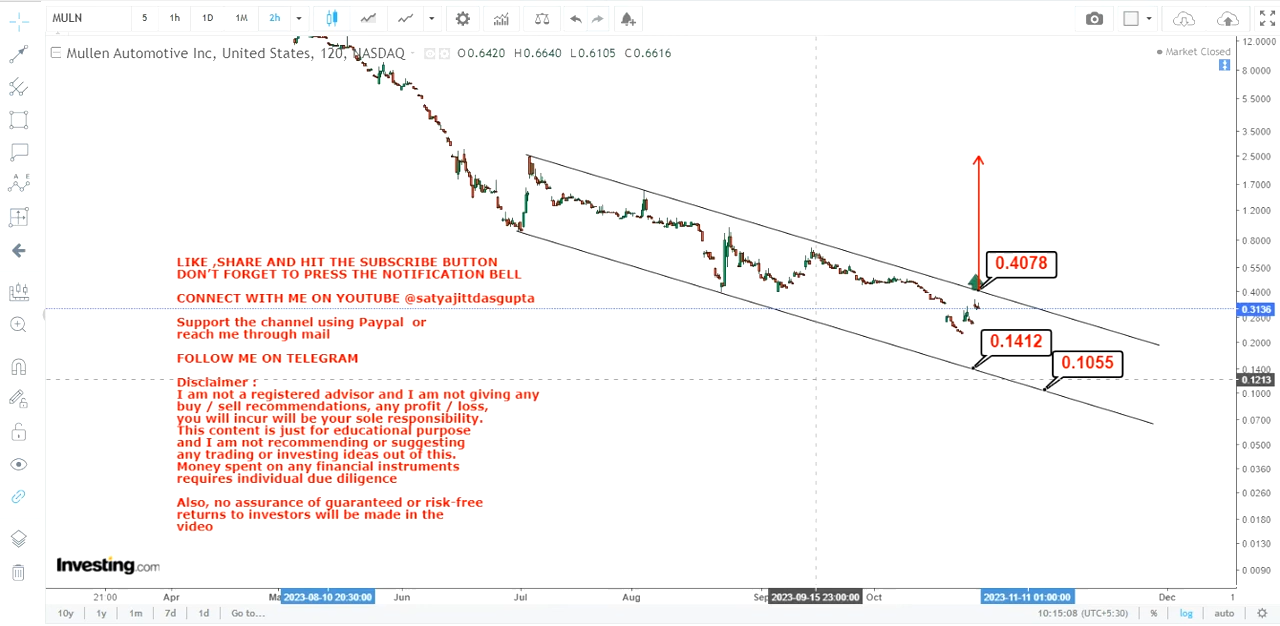 MULN 5 1h 1D 1M 2h
Mullen Automotive Inc, United States, 120, NASDAQ O0.6420 H0.6640 L0.6105 C0.6616
Market Closed
12.0000
8.0000
5.5000
3.5000
2.5000
1.7000
1.2000
0.8000
0.5500
0.4000
0.3136
0.2000
0.1400
0.1213
0.1000
0.0700
0.0500
0.0360
0.0260
0.0180
0.0130
0.0090
0.4078
0.1412
0.1055
LIKE ,SHARE AND HIT THE SUBSCRIBE BUTTON
DON'T FORGET TO PRESS THE NOTIFICATION BELL
CONNECT WITH ME ON YOUTUBE @satyajittdasgupta
Support the channel using Paypal or
reach me through mail
FOLLOW ME ON TELEGRAM
Disclaimer :
I am not a registered advisor and I am not giving any
buy / sell recommendations, any profit / loss,
you will incur will be your sole responsibility.
This content is just for educational purpose
and I am not recommending or suggesting
any trading or investing ideas out of this.
Money spent on any financial instruments
requires individual due diligence
Also, no assurance of guaranteed or risk-free
returns to investors will be made in the
video
Investing.com
21:00 Apr 2023-08-10 20:30:00 Jun Jul Aug 2023-09-15 23:00:00 Oct 2023-11-11 01:00:00 Dec
10y 1y 1m 7d 1d Go to... 10:15:08 (UTC+5:30) % log auto